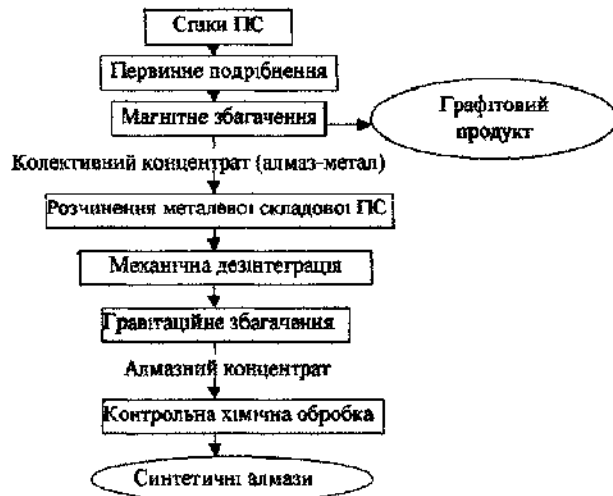 Спаки ПС
Первинне подрібнення
Магнітне збагачення
Графітовий
продукт
Колективний концентрат (алмаз-метал)
Розчинення металевої складової ПС
Механічна дезінтеграція
Гравітаційне збагачення
Алмазний концентрат
Контрольна хімічна обробка
Синтетичні алмази